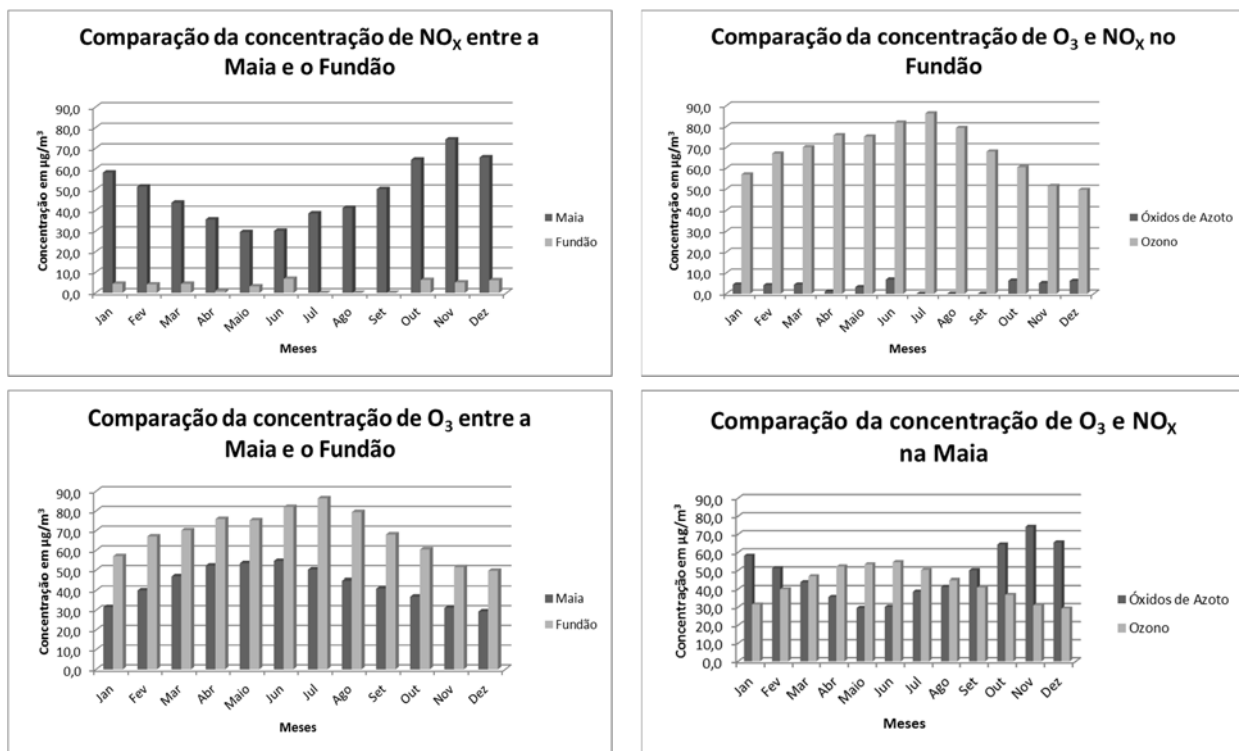 Comparação da concentração de NOX entre a
Maia e o Fundão
Concentração em µg/m³
90,0
80,0
70,0
60,0
50,0
40,0
30,0
20,0
10,0
0,0
Jan Fev Mar Abr Maio Jun Jul Ago Set Out Nov Dez
Meses
Maia
Fundão
Comparação da concentração de O3 e NOX no
Fundão
Concentração em µg/m³
90,0
80,0
70,0
60,0
50,0
40,0
30,0
20,0
10,0
0,0
Jan Fev Mar Abr Maio Jun Jul Ago Set Out Nov Dez
Meses
Óxidos de Azoto
Ozono
Comparação da concentração de O3 entre a
Maia e o Fundão
Concentração em µg/m³
90,0
80,0
70,0
60,0
50,0
40,0
30,0
20,0
10,0
0,0
Jan Fev Mar Abr Maio Jun Jul Ago Set Out Nov Dez
Meses
Maia
Fundão
Comparação da concentração de O3 e NOX
na Maia
Concentração em µg/m³
90,0
80,0
70,0
60,0
50,0
40,0
30,0
20,0
10,0
0,0
Jan Fev Mar Abr Maio Jun Jul Ago Set Out Nov Dez
Meses
Óxidos de Azoto
Ozono